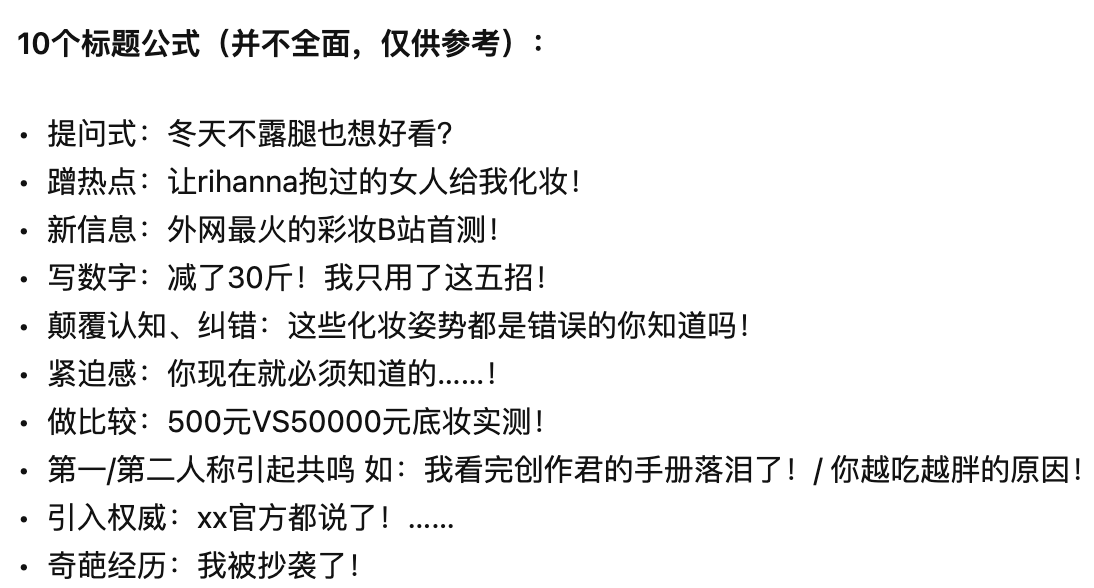 10个标题公式（并不全面，仅供参考）：
• 提问式：冬天不露腿也想好看？
• 蹭热点：让rihanna抱过的女人给我化妆！
• 新信息：外网最火的彩妆B站首测！
• 写数字：减了30斤！我只用了这五招！
• 颠覆认知、纠错：这些化妆姿势都是错误的你知道吗！
• 紧迫感：你现在就必须知道的……！
• 做比较：500元VS50000元底妆实测！
• 第一/第二人称引起共鸣 如：我看完创作君的手册落泪了！/ 你越吃越胖的原因！
• 引入权威：xx官方都说了！……
• 奇葩经历：我被抄袭了！